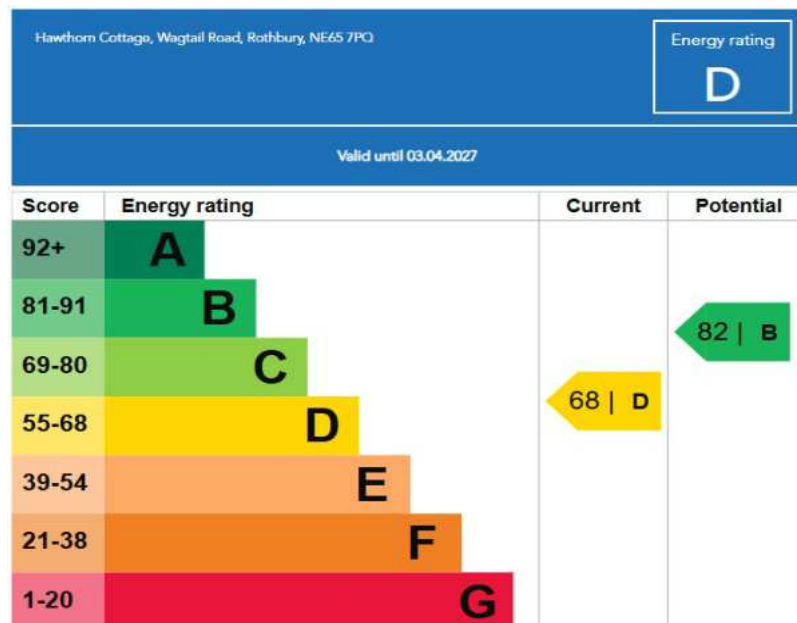 Hawthorn Cottage, Wagtail Road, Rothbury, NE65 7PQ
Energy rating
D
Valid until 03.04.2027
Score Energy rating Current Potential
92+ A
81-91 B
82 | B
69-80 C
68 | D
55-68 D
39-54 E
21-38 F
1-20 G